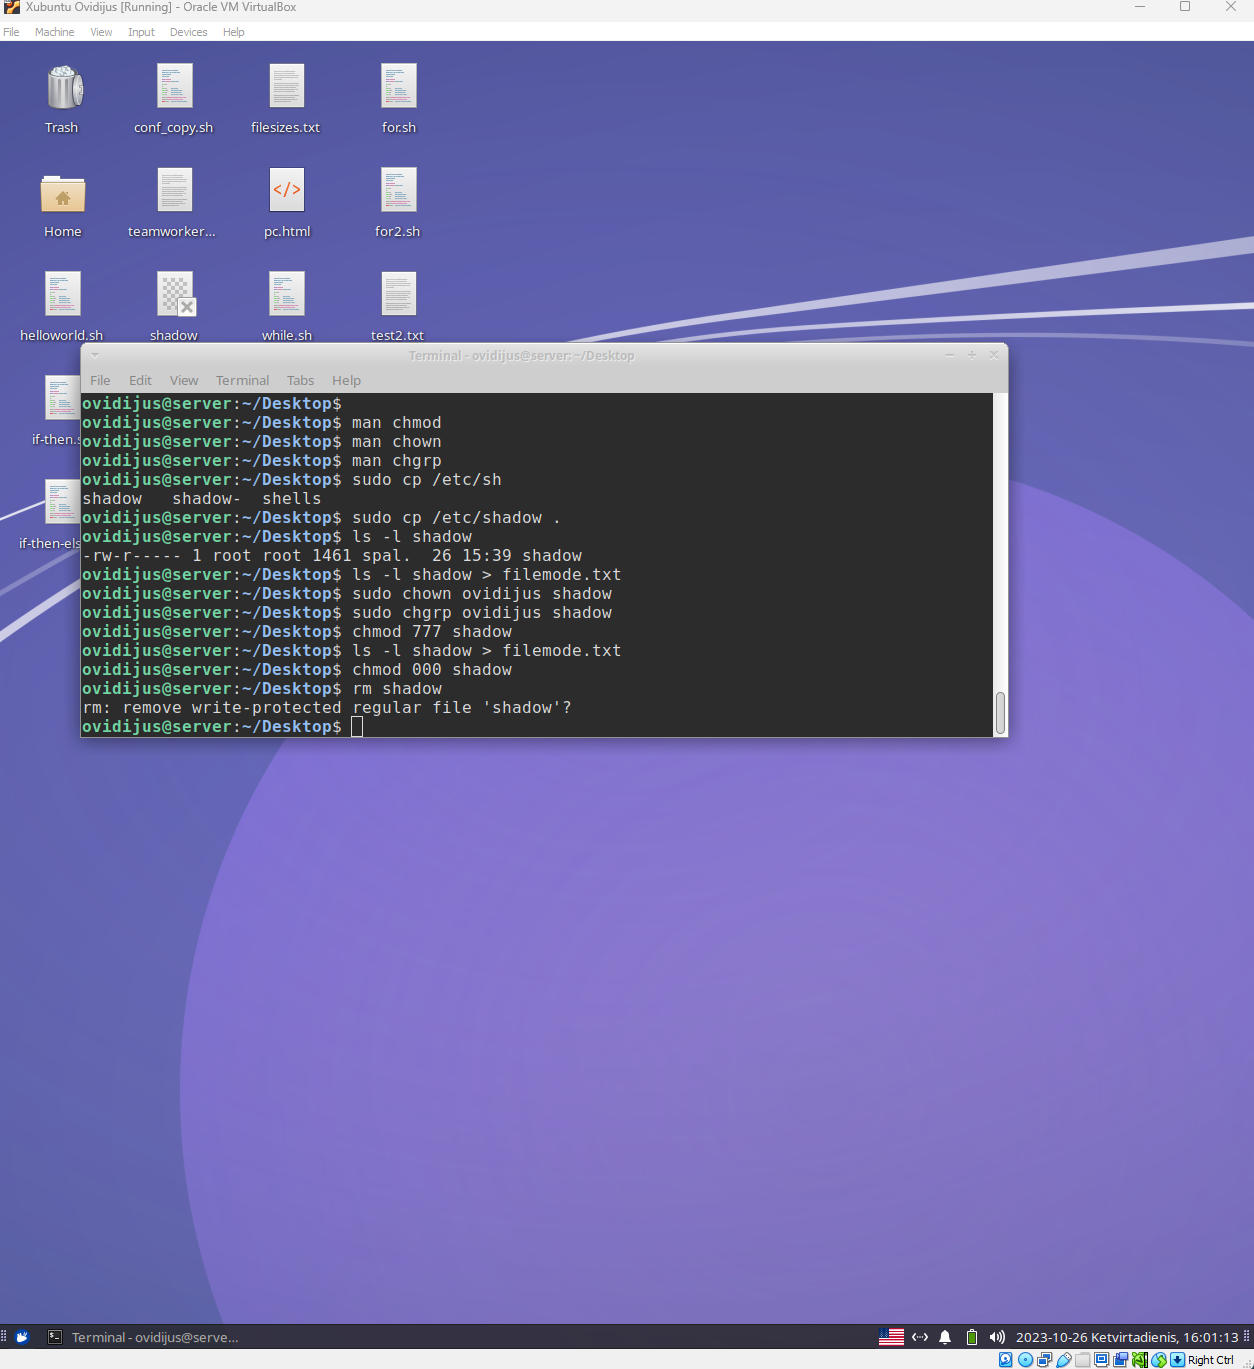 Xubuntu Ovidijus [Running] - Oracle VM VirtualBox
File Machine View Input Devices Help
Trash conf_copy.sh filesizes.txt for.sh
Home teamworker... pc.html for2.sh
helloworld.sh shadow while.sh test2.txt
if-then.s
if-then-els
Terminal - ovidijus@server: ~/Desktop
File Edit View Terminal Tabs Help
ovidijus@server:~/Desktop$
ovidijus@server:~/Desktop$ man chmod
ovidijus@server:~/Desktop$ man chown
ovidijus@server:~/Desktop$ man chgrp
ovidijus@server:~/Desktop$ sudo cp /etc/sh
shadow   shadow-  shells
ovidijus@server:~/Desktop$ sudo cp /etc/shadow .
ovidijus@server:~/Desktop$ ls -l shadow
-rw-r----- 1 root root 1461 spal.  26 15:39 shadow
ovidijus@server:~/Desktop$ ls -l shadow > filemode.txt
ovidijus@server:~/Desktop$ sudo chown ovidijus shadow
ovidijus@server:~/Desktop$ sudo chgrp ovidijus shadow
ovidijus@server:~/Desktop$ chmod 777 shadow
ovidijus@server:~/Desktop$ ls -l shadow > filemode.txt
ovidijus@server:~/Desktop$ chmod 000 shadow
ovidijus@server:~/Desktop$ rm shadow
rm: remove write-protected regular file 'shadow'?
ovidijus@server:~/Desktop$
Terminal - ovidijus@serve... 2023-10-26 Ketvirtadienis, 16:01:13
Right Ctrl